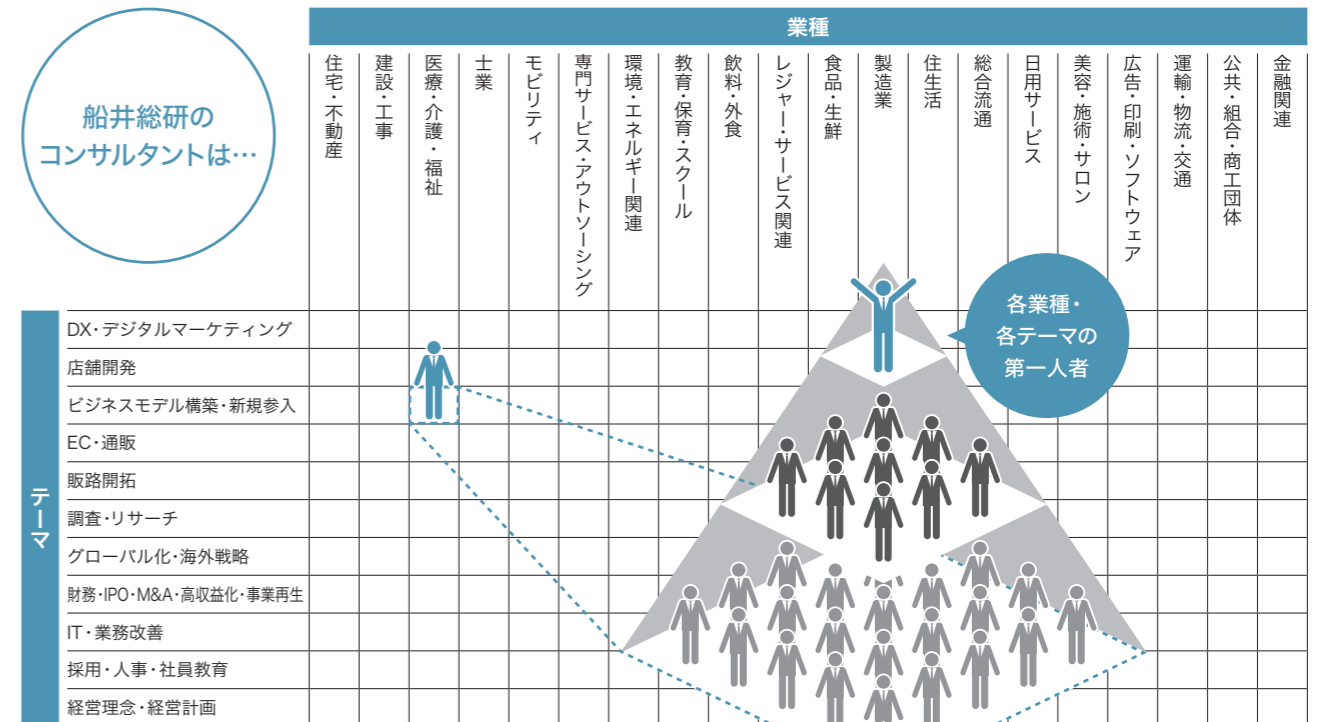 船井総研の
コンサルタントは…
業種
住宅・不動産
建設・工事
医療・介護・福祉
士業
モビリティ
専門サービス・アウトソーシング
環境・エネルギー関連
教育・保育・スクール
飲料・外食
レジャー・サービス関連
食品・生鮮
製造業
住生活
総合流通
日用サービス
美容・施術・サロン
広告・印刷・ソフトウェア
運輸・物流・交通
公共・組合・商工団体
金融関連
各業種・
各テーマの
第一人者
テーマ
DX・デジタルマーケティング
店舗開発
ビジネスモデル構築・新規参入
EC・通販
販路開拓
調査・リサーチ
グローバル化・海外戦略
財務・IPO・M&A・高収益化・事業再生
IT・業務改善
採用・人事・社員教育
経営理念・経営計画